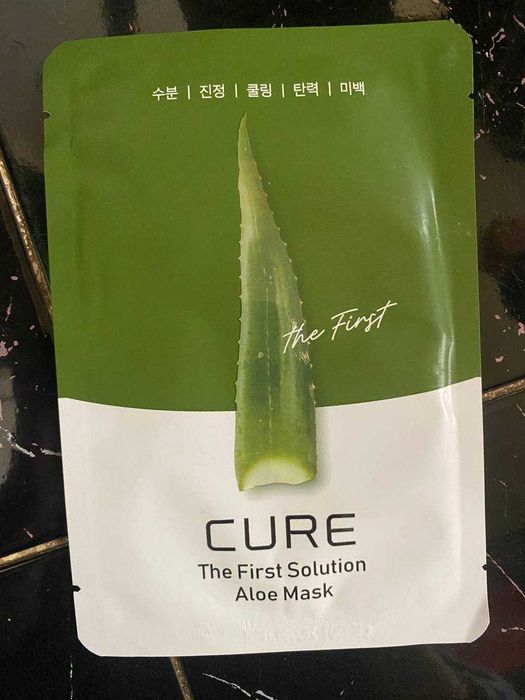 수분 | 진정 | 쿨링 | 탄력 | 미백
the First
CURE
The First Solution
Aloe Mask